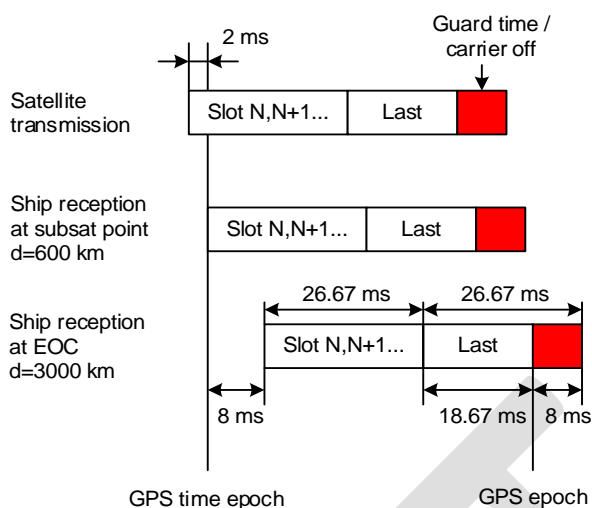 2 ms
Guard time /
carrier off
Satellite
transmission
Slot N,N+1...
Last
Ship reception
at subsat point
d=600 km
Slot N,N+1...
Last
26.67 ms
26.67 ms
Ship reception
at EOC
d=3000 km
Slot N,N+1...
Last
8 ms
18.67 ms
8 ms
GPS time epoch
GPS epoch